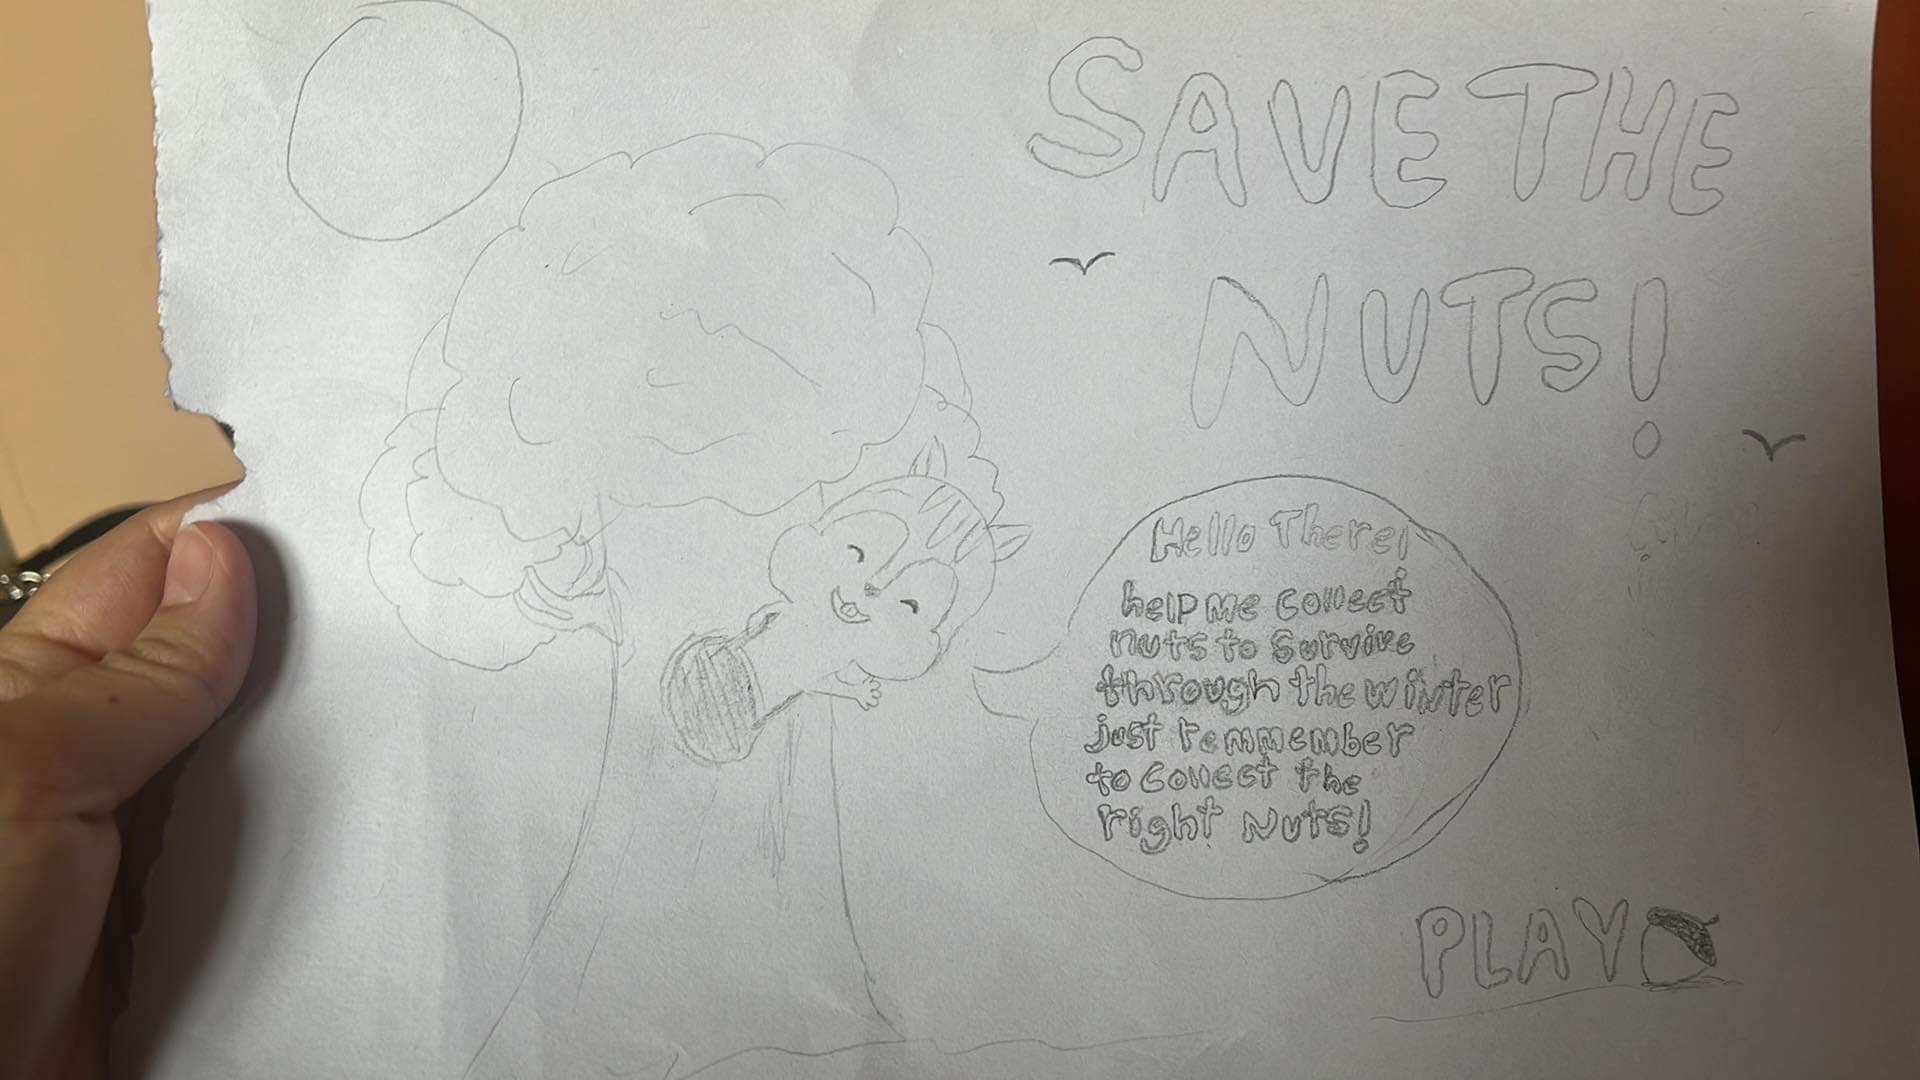 SAVE THE
NUTS!
Hello There,
help me collect
nuts to survive
through the winter
just remmember
to collect the
right Nuts!
PLAY